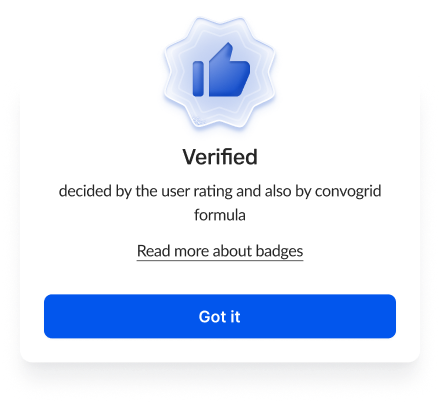 Verified
decided by the user rating and also by convogrid
formula
Read more about badges
Got it